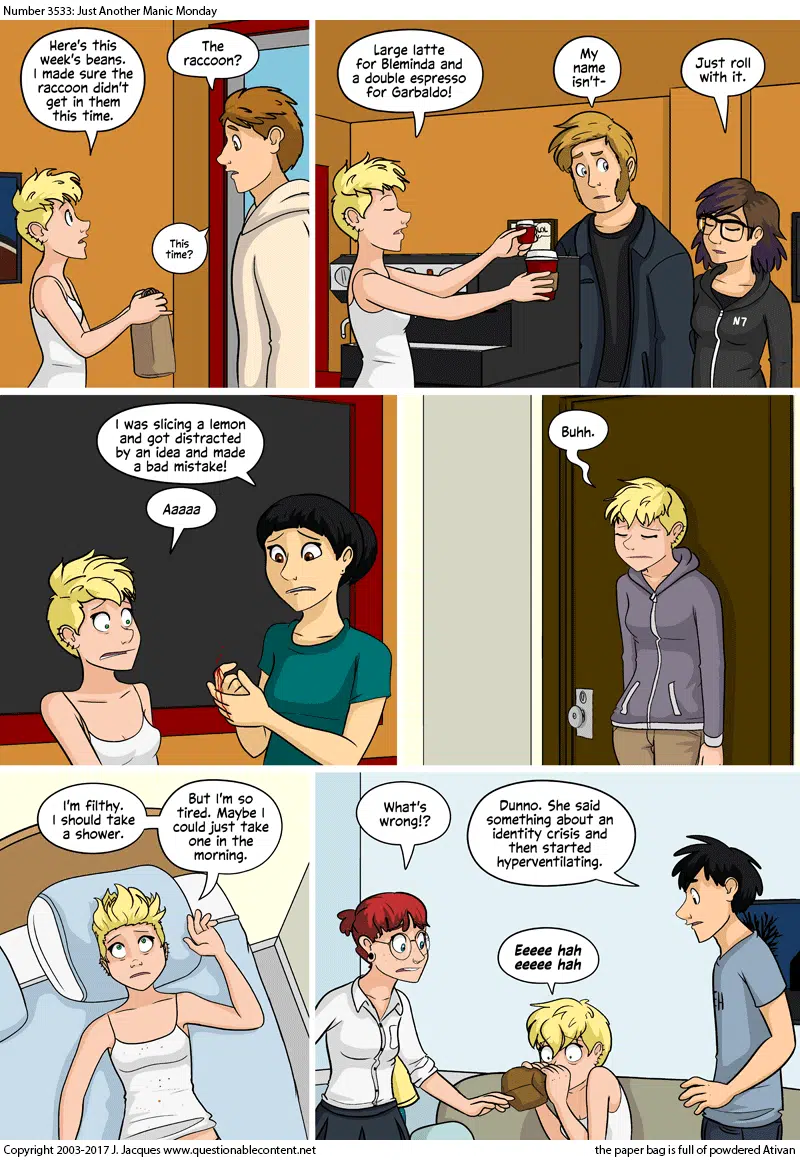 Number 3533: Just Another Manic Monday
Here's this
week's beans.
I made sure the
raccoon didn't
get in them
this time.
The
raccoon?
This
time?
Large latte
for Bleminda and
a double espresso
for Garbaldo!
My
name
isn't-
Just roll
with it.
N7
I was slicing a lemon
and got distracted
by an idea and made
a bad mistake!
Aaaaa
Buhh.
I'm filthy.
I should take
a shower.
But I'm so
tired. Maybe I
could just take
one in the
morning.
What's
wrong!?
Dunno. She said
something about an
identity crisis and
then started
hyperventilating.
Eeeee hah
eeeee hah
Copyright 2003-2017 J. Jacques www.questionablecontent.net
the paper bag is full of powdered Ativan